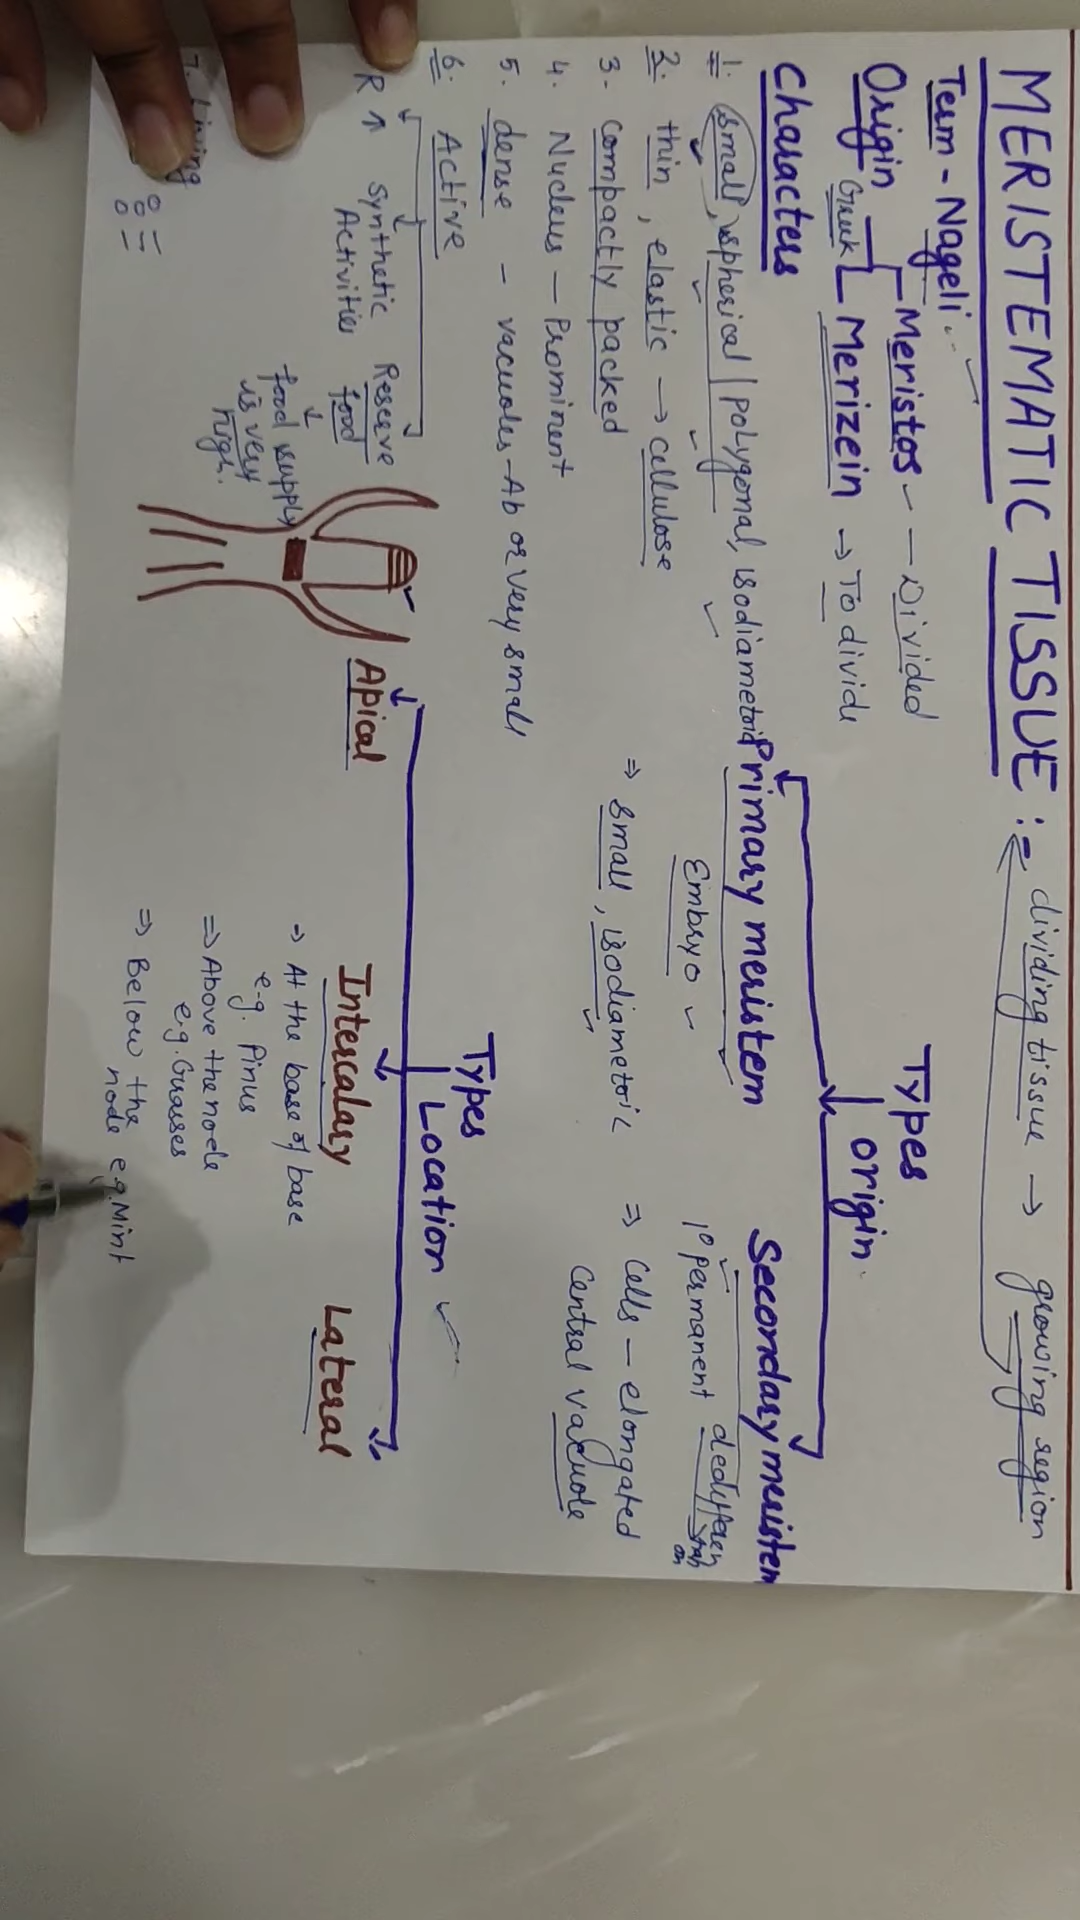 MERISTEMATIC TISSUE :- dividing tissue → growing region
Term - Nageli
Origin Meristos - - Divided
Greek Merizein → To divide
Characters
1. small, spherical / polygonal, isodiametric
2. thin, elastic → cellulose
3. compactly packed
4. Nucleus - Prominent
5. dense - vacuoles - Ab or very small
6. Active
R ↑ Synthetic Activities Reserve food
food supply
is very
high.
7. Living
Types
origin
Primary meristem Secondary meristem
Embryo 1° permanent dedifferentiation
⇒ small, isodiametric ⇒ Cells - elongated
Central vacuole
Types
Location
Apical Intercalary Lateral
⇒ At the base of base
e.g. Pinus
⇒ Above the node
e.g. Grasses
⇒ Below the
node e.g. Mint